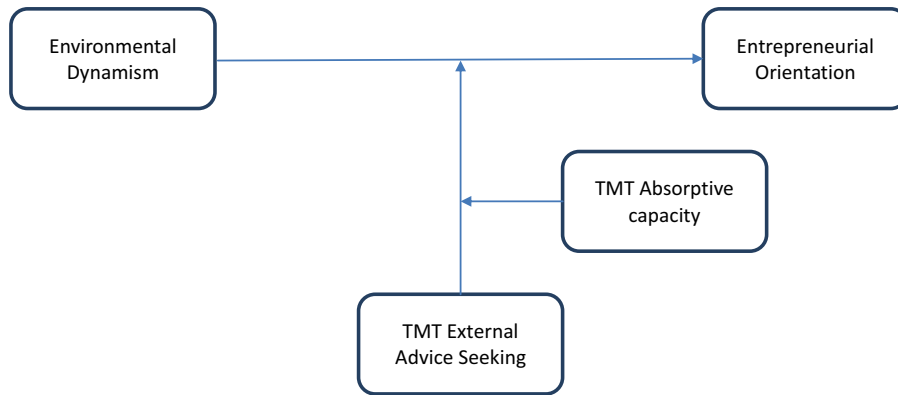 Environmental
Dynamism
Entrepreneurial
Orientation
TMT Absorptive
capacity
TMT External
Advice Seeking